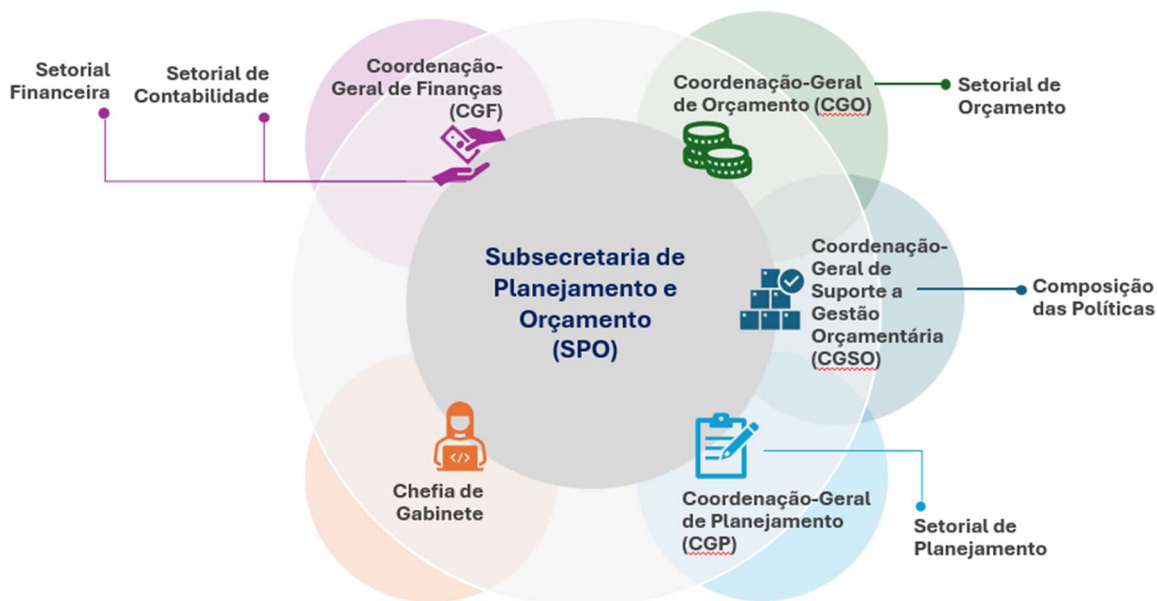 Setorial
Financeira
Setorial de
Contabilidade
Coordenação-
Geral de Finanças
(CGF)
Coordenação-Geral
de Orçamento (CGO)
Setorial de
Orçamento
Subsecretaria de
Planejamento e
Orçamento
(SPO)
Coordenação-
Geral de
Suporte a
Gestão
Orçamentária
(CGSO)
Composição
das Políticas
</>
Chefia de
Gabinete
Coordenação-Geral
de Planejamento
(CGP)
Setorial de
Planejamento